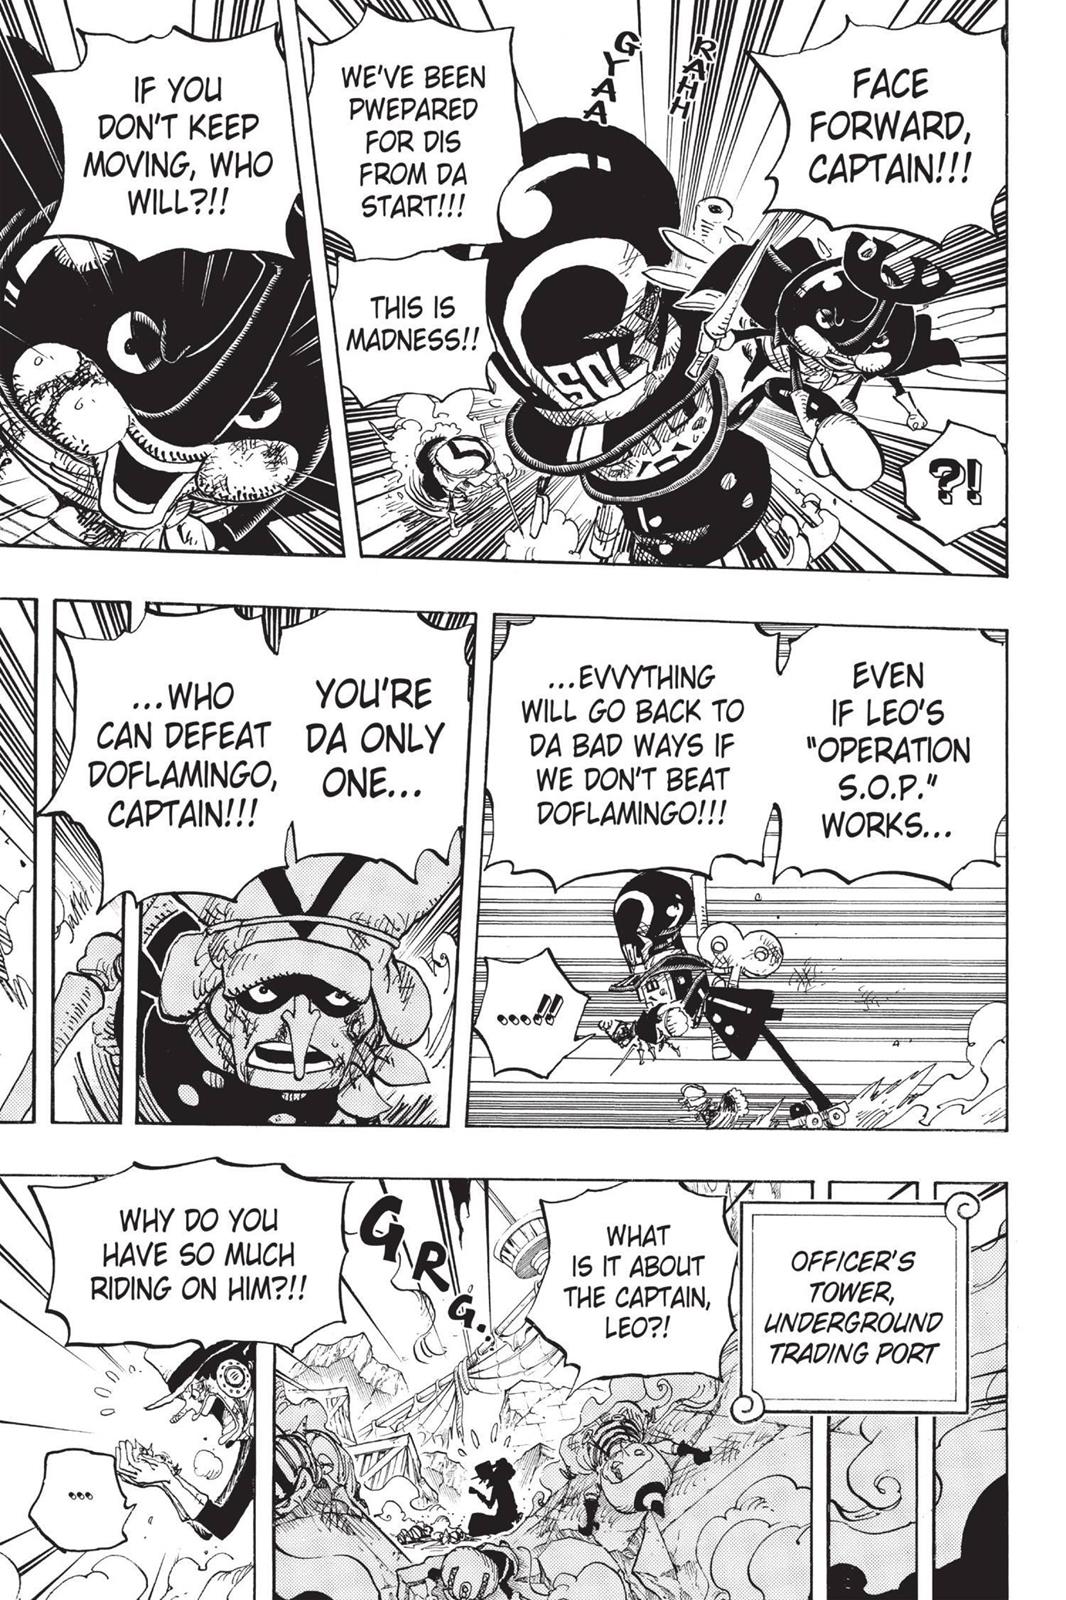 FACE
FORWARD,
CAPTAIN!!!
RAHH
GYAA
WE'VE BEEN
PWEPARED
FOR DIS
FROM DA
START!!!
THIS IS
MADNESS!!
?!
SOL
IF YOU
DON'T KEEP
MOVING, WHO
WILL?!!
EVEN
IF LEO'S
"OPERATION
S.O.P."
WORKS...
...EVVYTHING
WILL GO BACK TO
DA BAD WAYS IF
WE DON'T BEAT
DOFLAMINGO!!!
...!!
YOU'RE
DA ONLY
ONE...
...WHO
CAN DEFEAT
DOFLAMINGO,
CAPTAIN!!!
OFFICER'S
TOWER,
UNDERGROUND
TRADING PORT
WHAT
IS IT ABOUT
THE CAPTAIN,
LEO?!
GRG..
WHY DO YOU
HAVE SO MUCH
RIDING ON HIM?!!
...